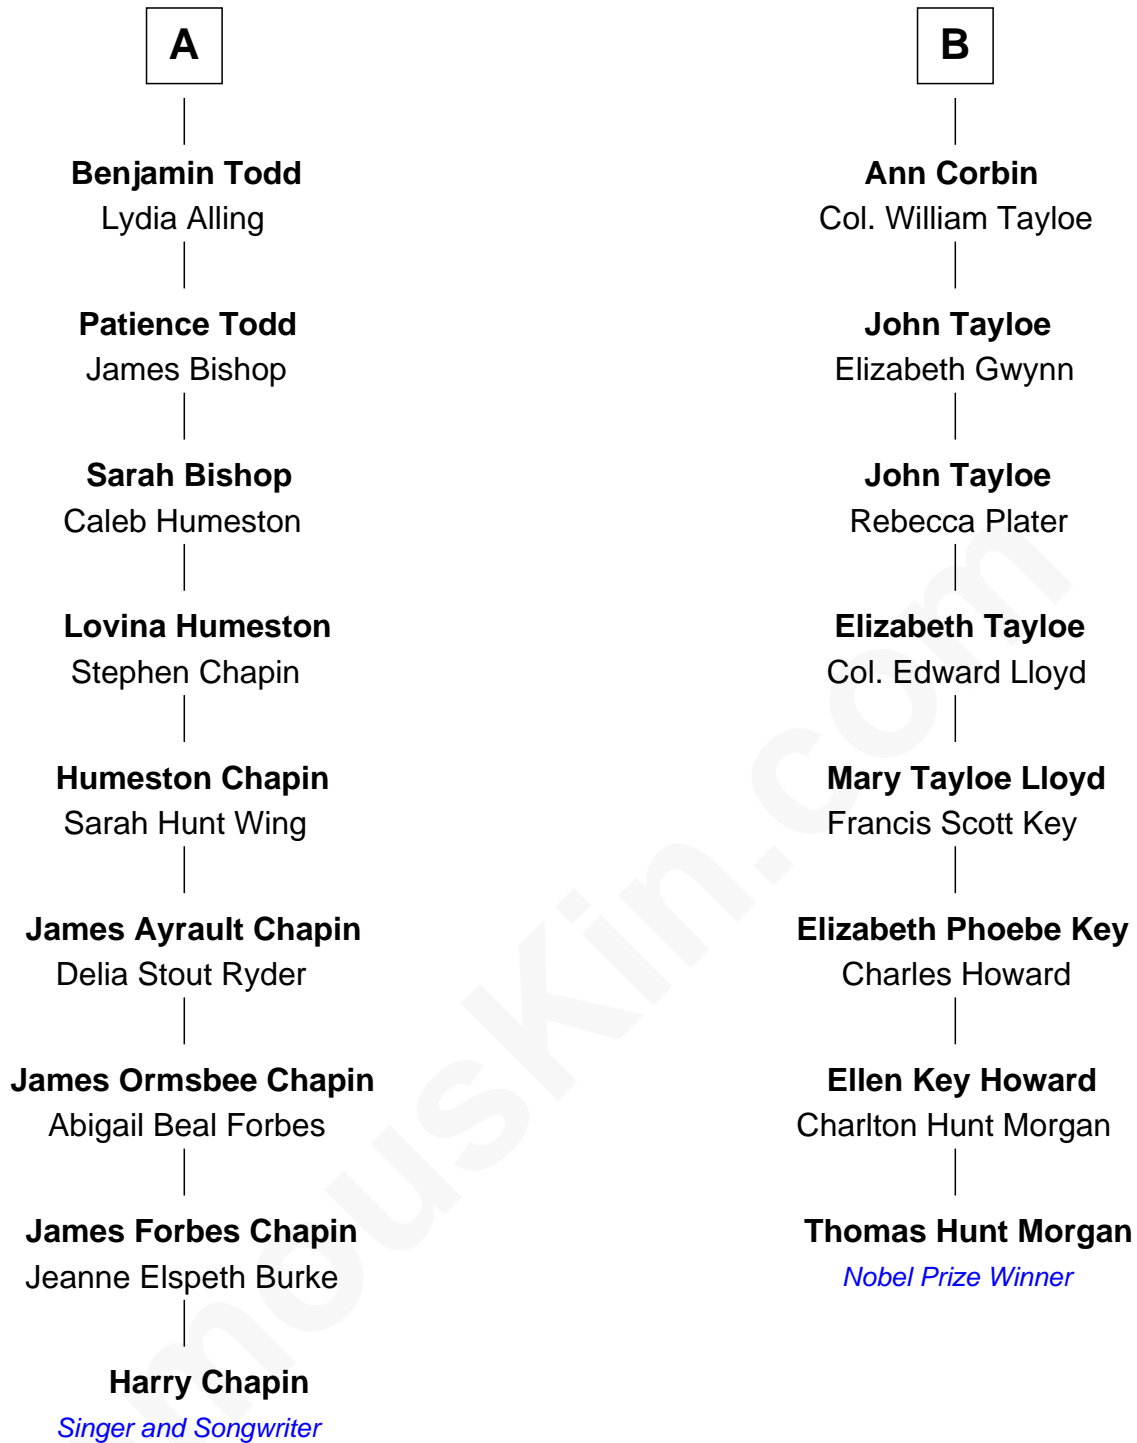 A
Benjamin Todd
Lydia Alling
Patience Todd
James Bishop
Sarah Bishop
Caleb Humeston
Lovina Humeston
Stephen Chapin
Humeston Chapin
Sarah Hunt Wing
James Ayrault Chapin
Delia Stout Ryder
James Ormsbee Chapin
Abigail Beal Forbes
James Forbes Chapin
Jeanne Elspeth Burke
Harry Chapin
Singer and Songwriter
B
Ann Corbin
Col. William Tayloe
John Tayloe
Elizabeth Gwynn
John Tayloe
Rebecca Plater
Elizabeth Tayloe
Col. Edward Lloyd
Mary Tayloe Lloyd
Francis Scott Key
Elizabeth Phoebe Key
Charles Howard
Ellen Key Howard
Charlton Hunt Morgan
Thomas Hunt Morgan
Nobel Prize Winner
mousKin.com